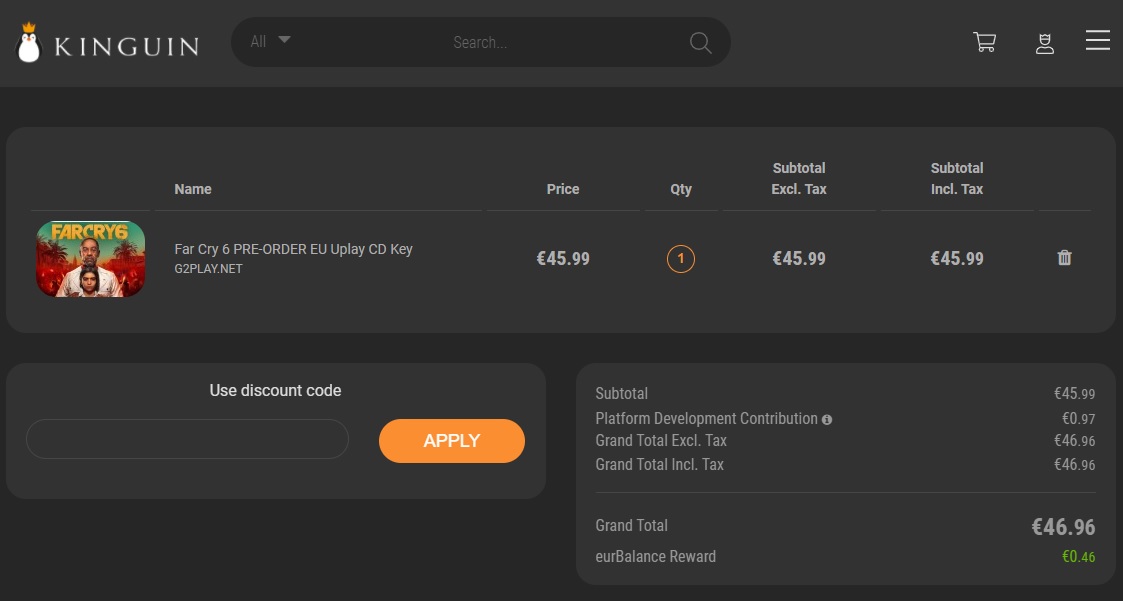 KINGUIN
All
Search...
Name
Price
Qty
Subtotal
Excl. Tax
Subtotal
Incl. Tax
FARCRY6
Far Cry 6 PRE-ORDER EU Uplay CD Key
G2PLAY.NET
€45.99
1
€45.99
€45.99
Use discount code
APPLY
Subtotal €45.99
Platform Development Contribution €0.97
Grand Total Excl. Tax €46.96
Grand Total Incl. Tax €46.96
Grand Total €46.96
eurBalance Reward €0.46